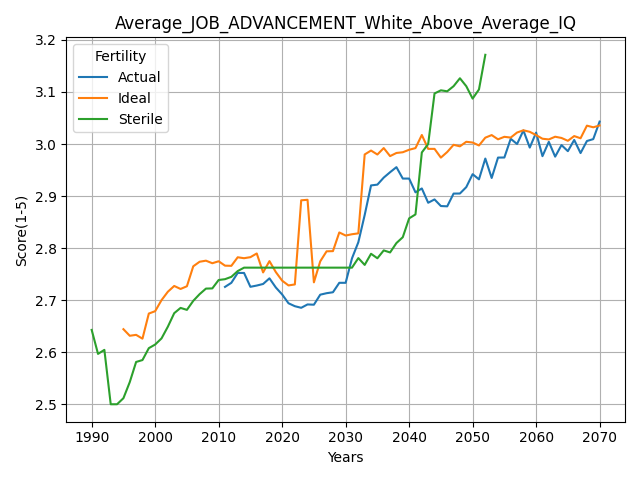 Average_JOB_ADVANCEMENT_White_Above_Average_IQ
3.2
3.1
3.0
2.9
2.8
2.7
2.6
2.5
Score(1-5)
Fertility
Actual
Ideal
Sterile
1990 2000 2010 2020 2030 2040 2050 2060 2070
Years